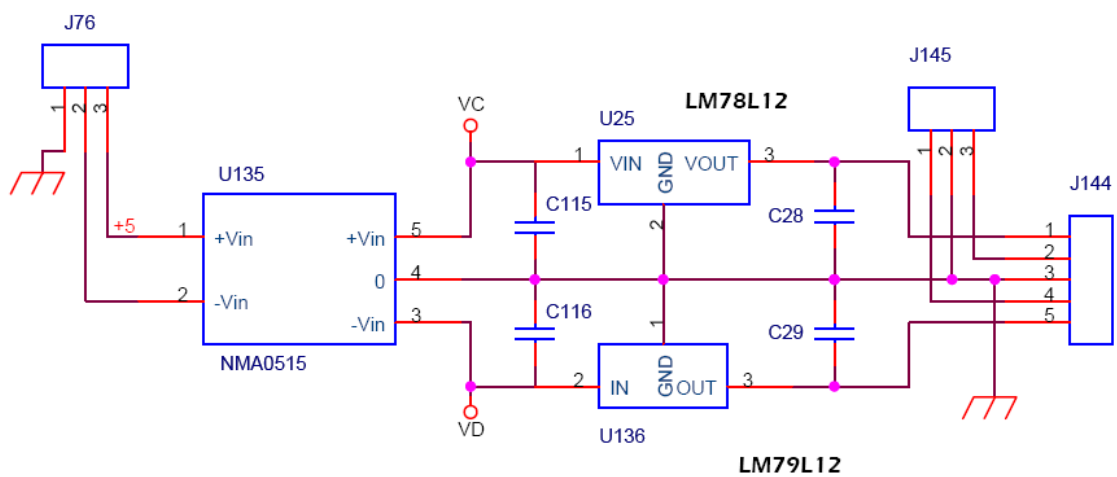 J76
1
2
3
U135
+5
1
+Vin
+Vin
5
0
4
2
-Vin
-Vin
3
NMA0515
VC
VD
C115
C116
LM78L12
U25
1
VIN
GND
VOUT
3
2
1
2
IN
GND
OUT
3
U136
LM79L12
C28
C29
J145
1
2
3
J144
1
2
3
4
5